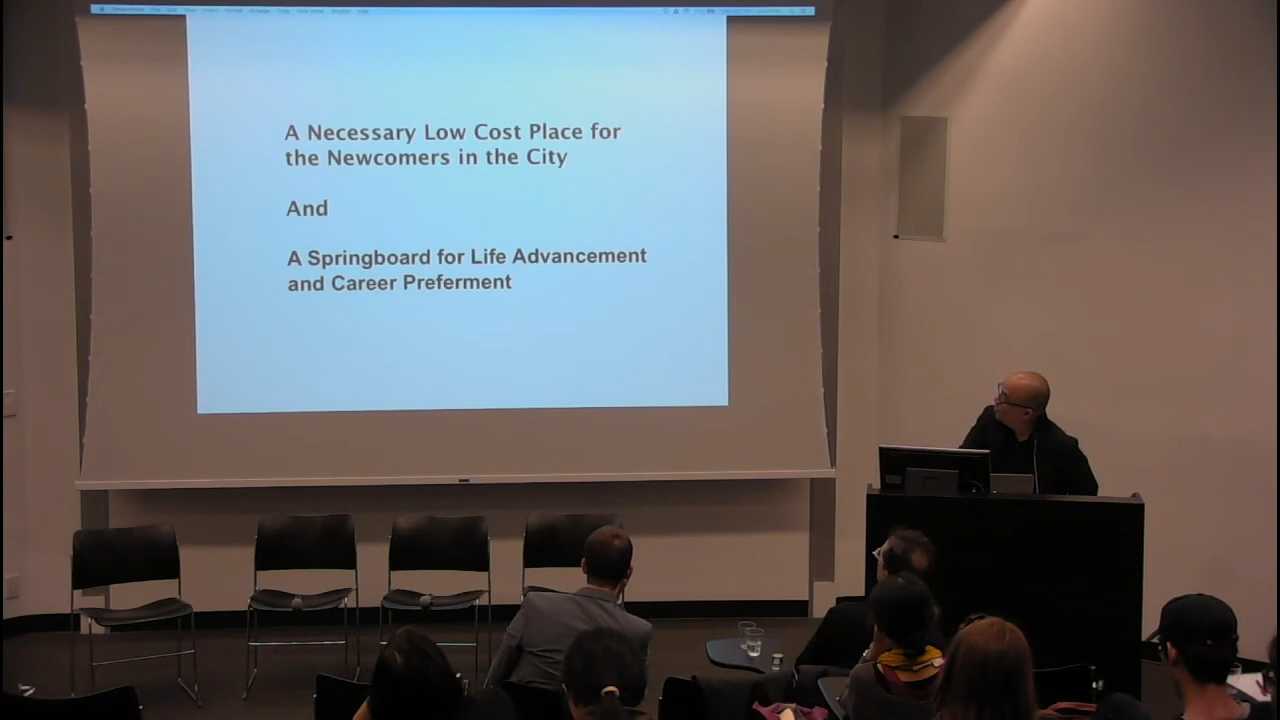 A Necessary Low Cost Place for
the Newcomers in the City
And
A Springboard for Life Advancement
and Career Preferment